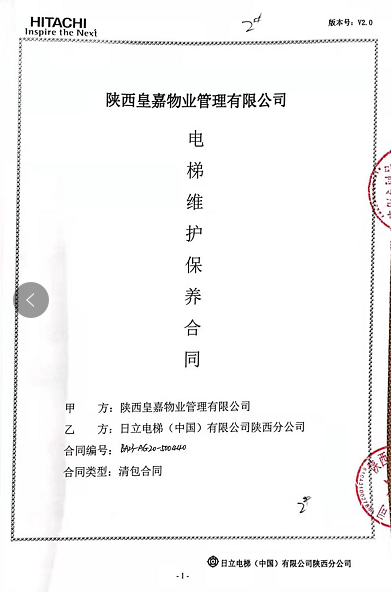 HITACHI
Inspire the Next
版本号：V2.0
陕西皇嘉物业管理有限公司
电
梯
维
护
保
养
合
同
甲 方：陕西皇嘉物业管理有限公司
乙 方：日立电梯（中国）有限公司陕西分公司
合同编号：
合同类型：清包合同
日立电梯（中国）有限公司陕西分公司
- 1 -